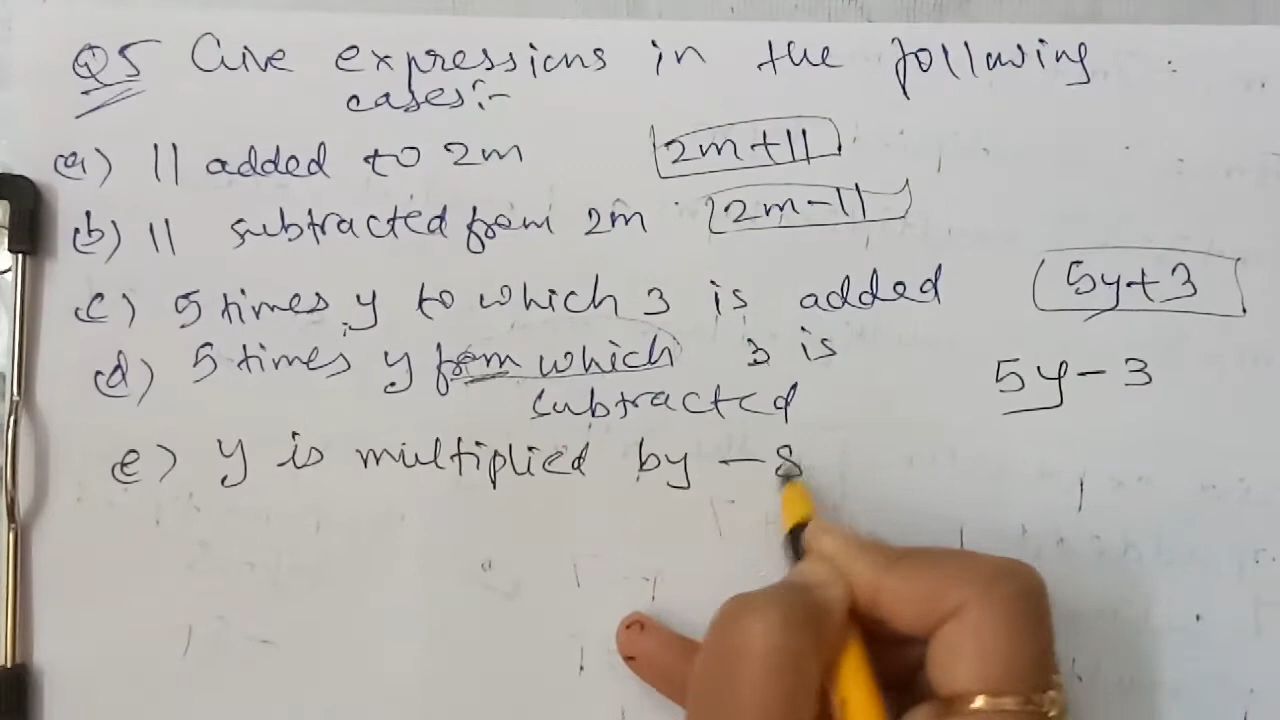 Q5 Give expressions in the following
cases:-
(a) 11 added to 2m 2m+11
(b) 11 subtracted from 2m 2m-11
(c) 5 times y to which 3 is added 5y+3
(d) 5 times y from which 3 is
subtracted 5y-3
(e) y is multiplied by -8